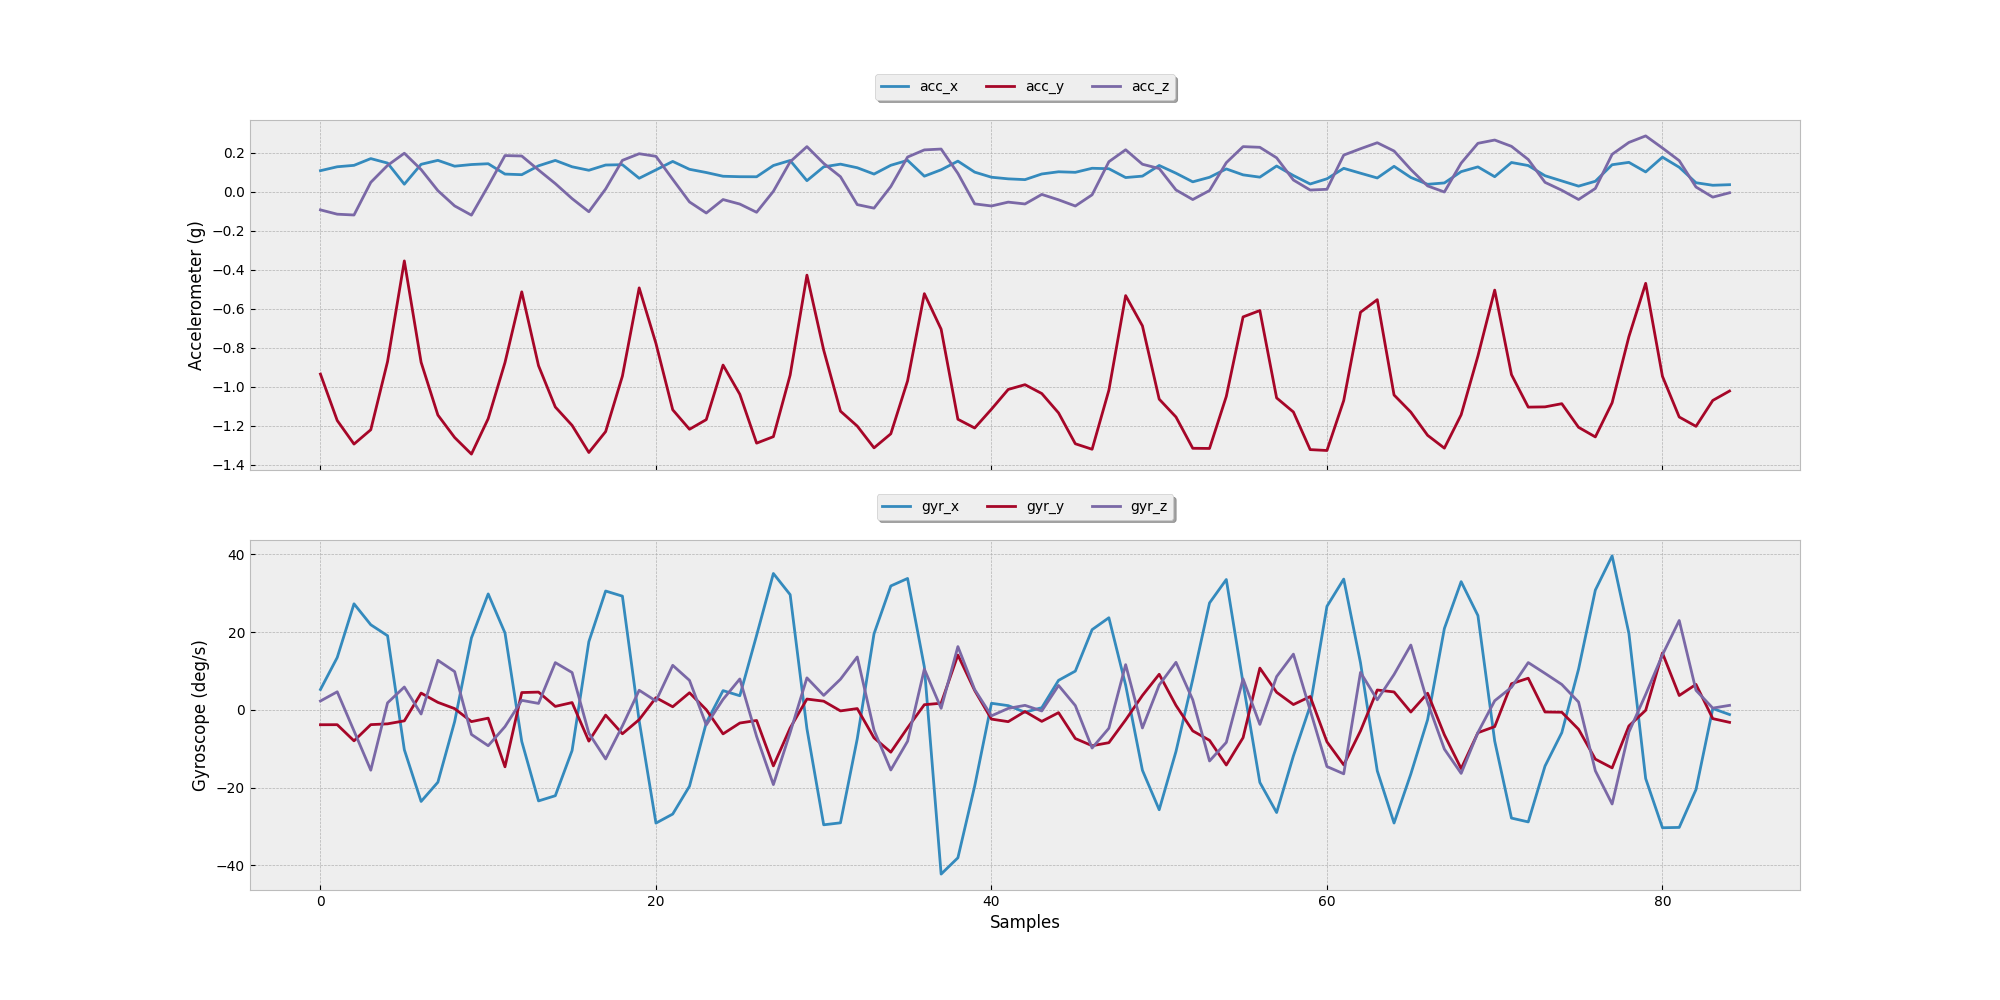 acc_x acc_y acc_z
0.2
0.0
−0.2
−0.4
−0.6
−0.8
−1.0
−1.2
−1.4
Accelerometer (g)
gyr_x gyr_y gyr_z
40
20
0
−20
−40
Gyroscope (deg/s)
0 20 40 60 80
Samples